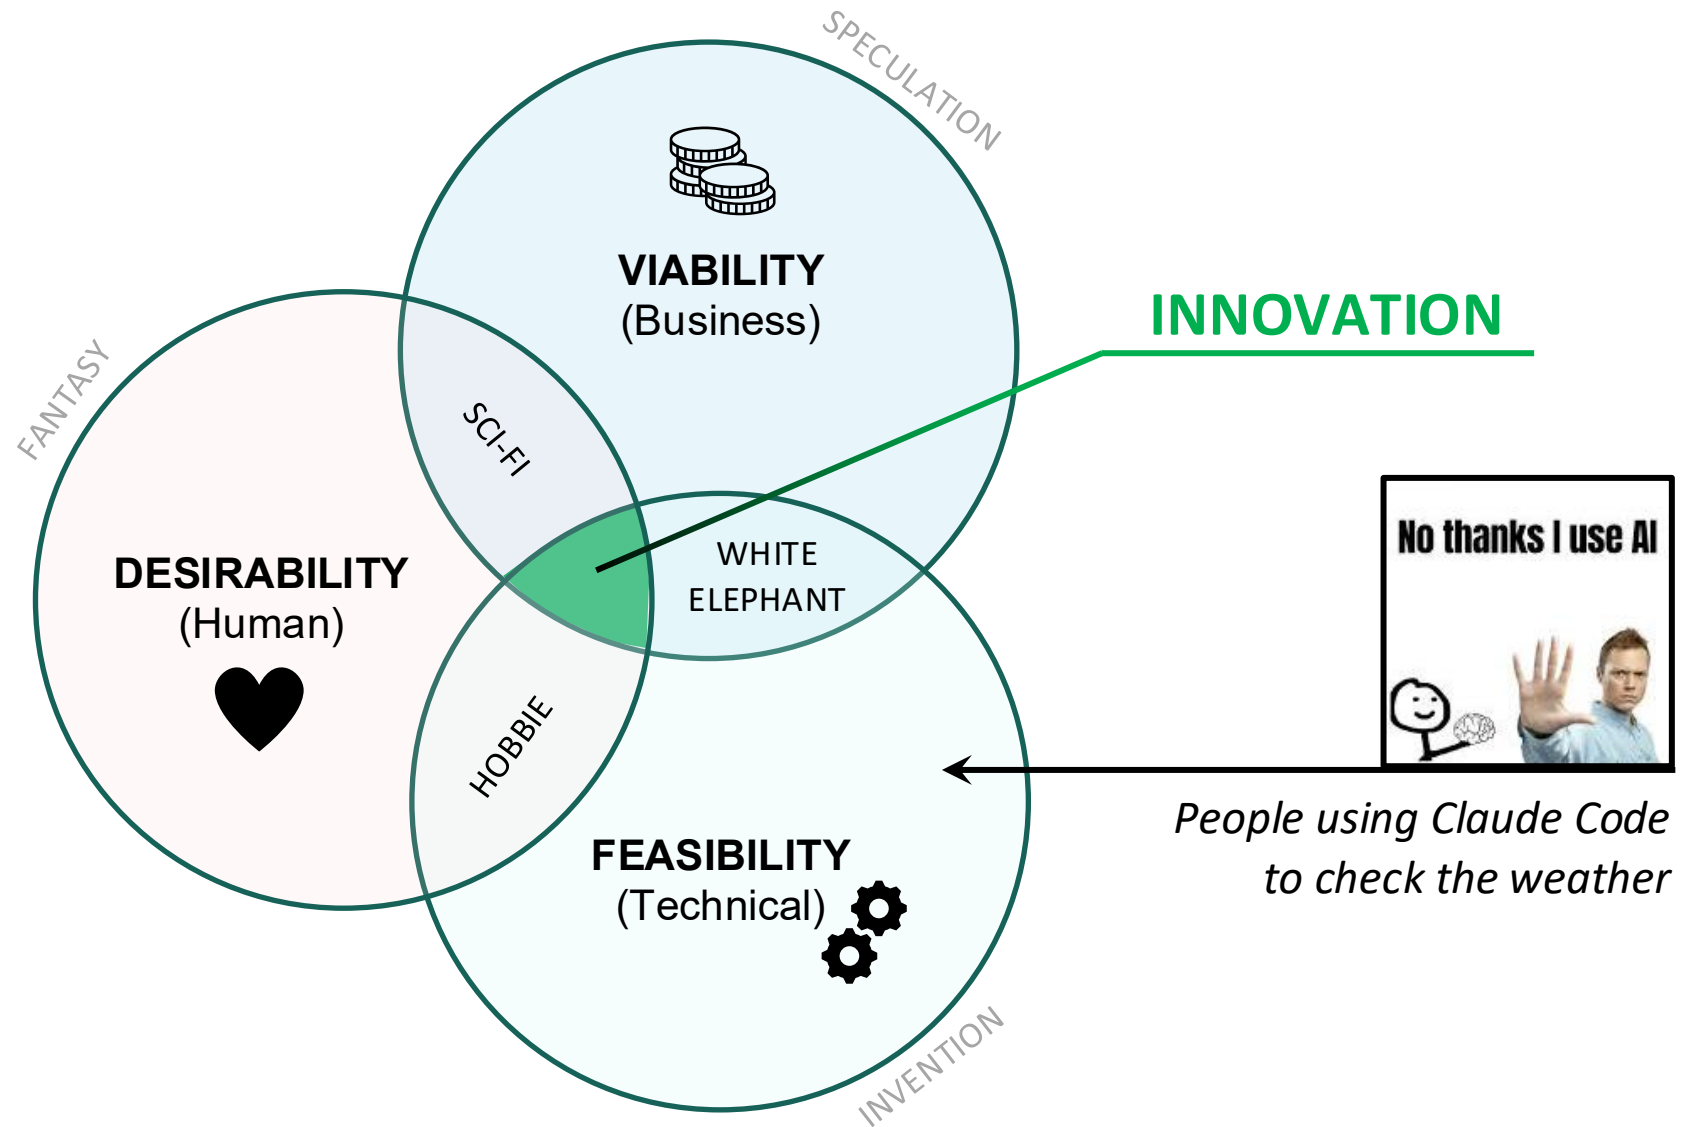 SPECULATION
VIABILITY
(Business)
INNOVATION
FANTASY
SCI-FI
No thanks I use AI
WHITE
ELEPHANT
DESIRABILITY
(Human)
HOBBIE
People using Claude Code
to check the weather
FEASIBILITY
(Technical)
INVENTION